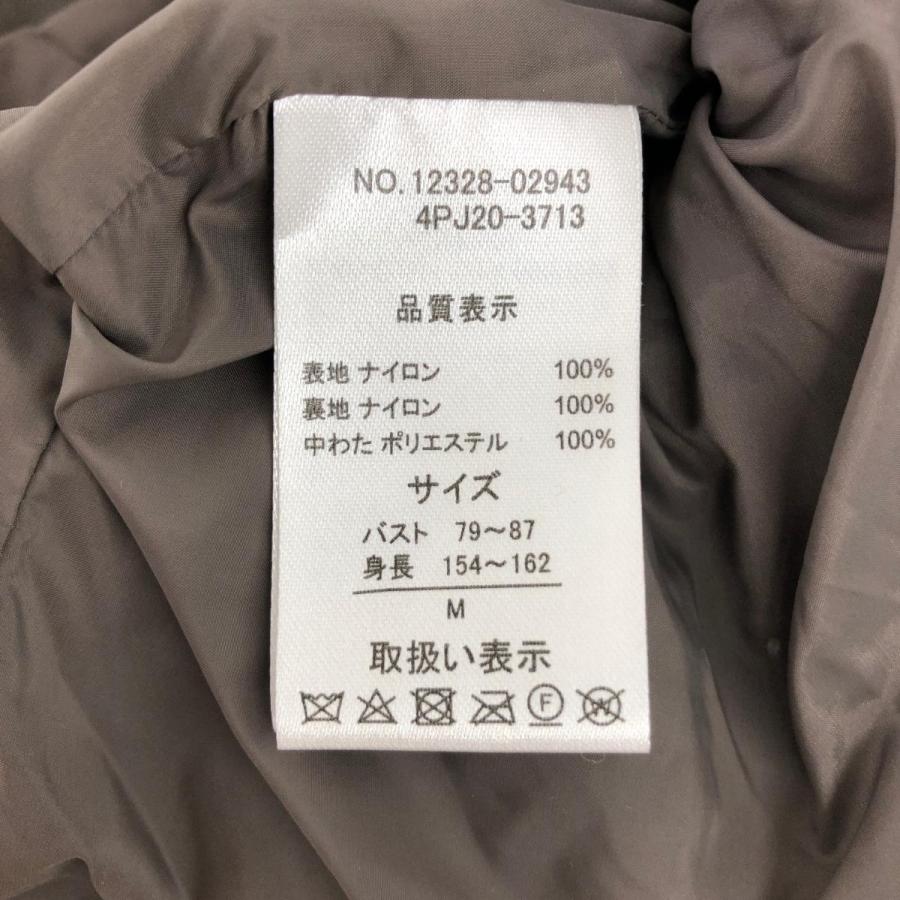 NO.12328-02943
4PJ20-3713
品質表示
表地 ナイロン 100%
裏地 ナイロン 100%
中わた ポリエステル 100%
サイズ
バスト 79〜87
身長 154〜162
M
取扱い表示
F W